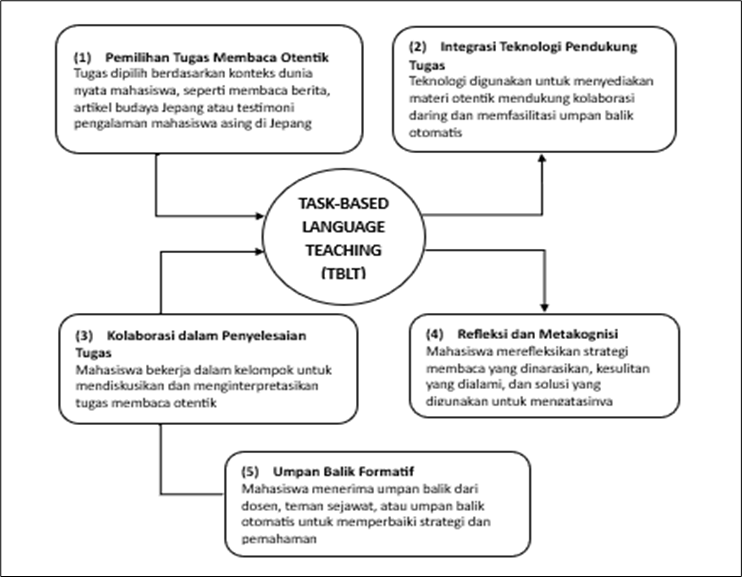 (1) Pemilihan Tugas Membaca Otentik
Tugas dipilih berdasarkan konteks dunia
nyata mahasiswa, seperti membaca berita,
artikel budaya Jepang atau testimoni
pengalaman mahasiswa asing di Jepang
(2) Integrasi Teknologi Pendukung
Tugas
Teknologi digunakan untuk menyediakan
materi otentik mendukung kolaborasi
daring dan memfasilitasi umpan balik
otomatis
TASK-BASED
LANGUAGE
TEACHING
(TBLT)
(3) Kolaborasi dalam Penyelesaian
Tugas
Mahasiswa bekerja dalam kelompok untuk
mendiskusikan dan menginterpretasikan
tugas membaca otentik
(4) Refleksi dan Metakognisi
Mahasiswa merefleksikan strategi
membaca yang dinarasikan, kesulitan
yang dialami, dan solusi yang
digunakan untuk mengatasinya
(5) Umpan Balik Formatif
Mahasiswa menerima umpan balik dari
dosen, teman sejawat, atau umpan balik
otomatis untuk memperbaiki strategi dan
pemahaman